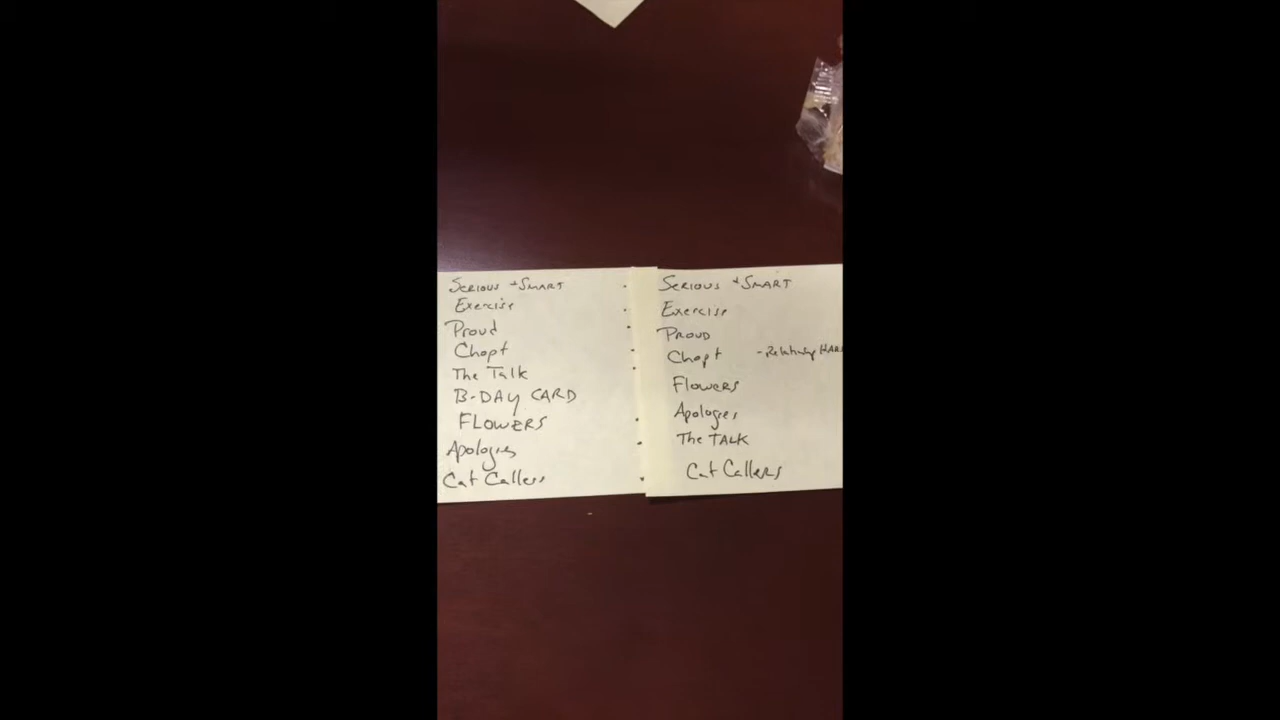 Serious + Smart
Exercise
Proud
Chopt
The Talk
B-DAY CARD
FLOWERS
Apologies
Cat Callers
Serious + Smart
Exercise
PROUD
Chopt
Flowers
Apologies
The TALK
Cat Callers